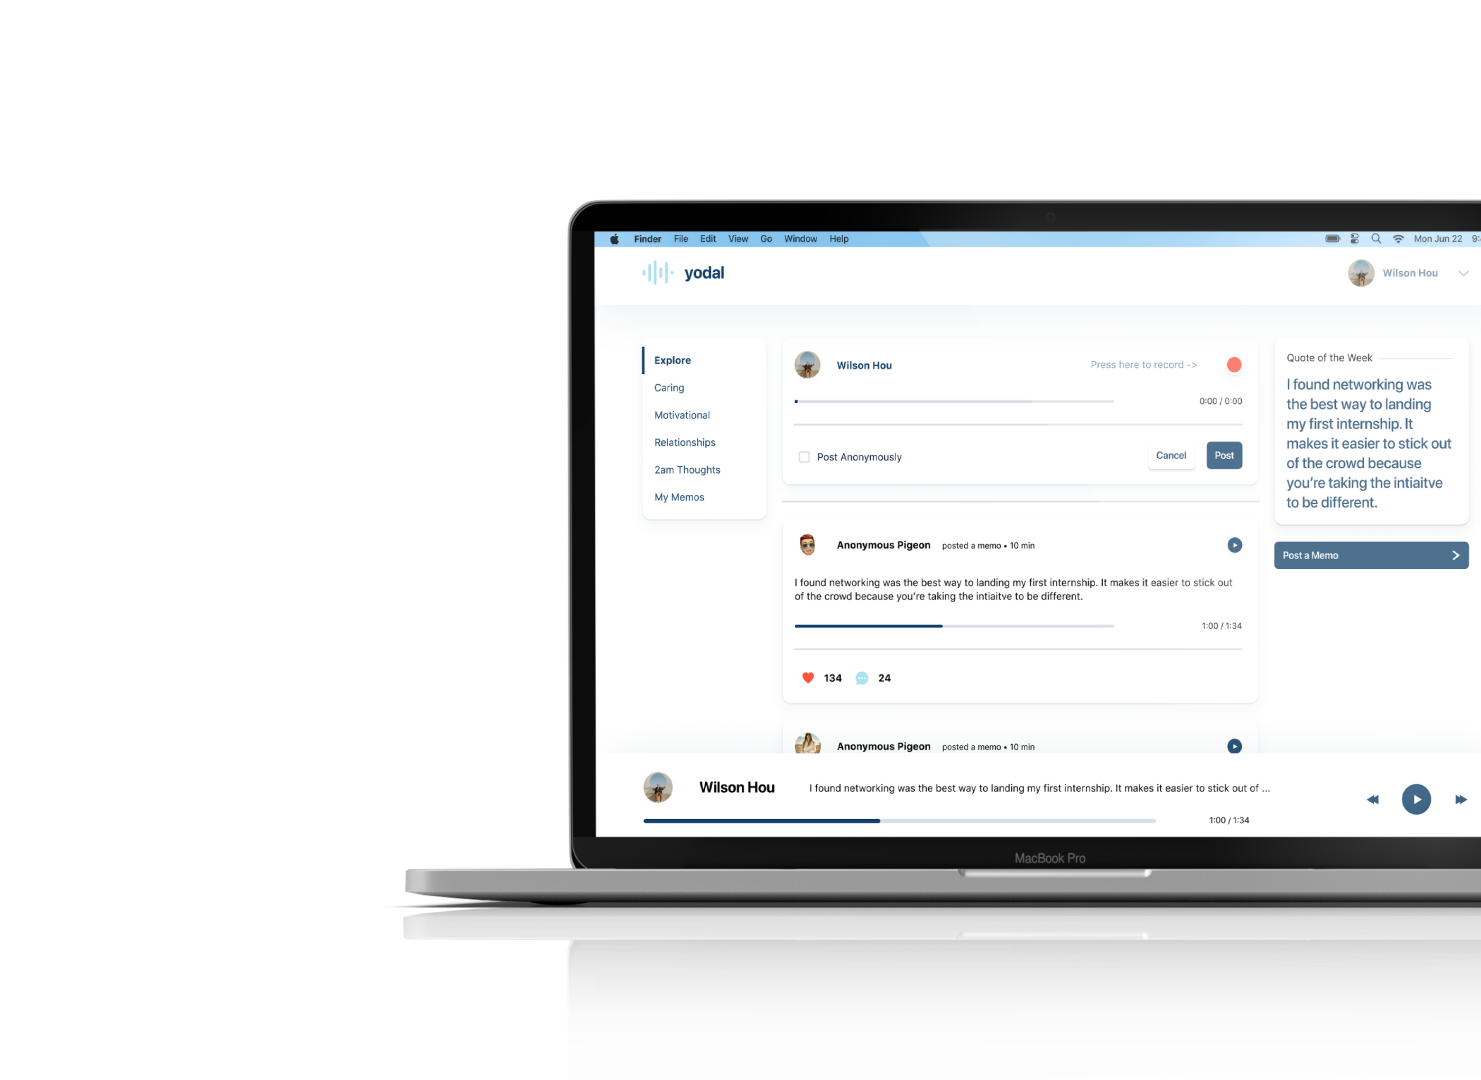 Finder File Edit View Go Window Help
Mon Jun 22 9:
yodal
Wilson Hou
Explore
Caring
Motivational
Relationships
2am Thoughts
My Memos
Wilson Hou
Press here to record ->
0:00 / 0:00
Post Anonymously
Cancel
Post
Anonymous Pigeon posted a memo • 10 min
I found networking was the best way to landing my first internship. It makes it easier to stick out
of the crowd because you're taking the intiaitve to be different.
1:00 / 1:34
134
24
Anonymous Pigeon posted a memo • 10 min
Quote of the Week
I found networking was
the best way to landing
my first internship. It
makes it easier to stick out
of the crowd because
you're taking the intiaitve
to be different.
Post a Memo
Wilson Hou
I found networking was the best way to landing my first internship. It makes it easier to stick out of ...
1:00 / 1:34
MacBook Pro